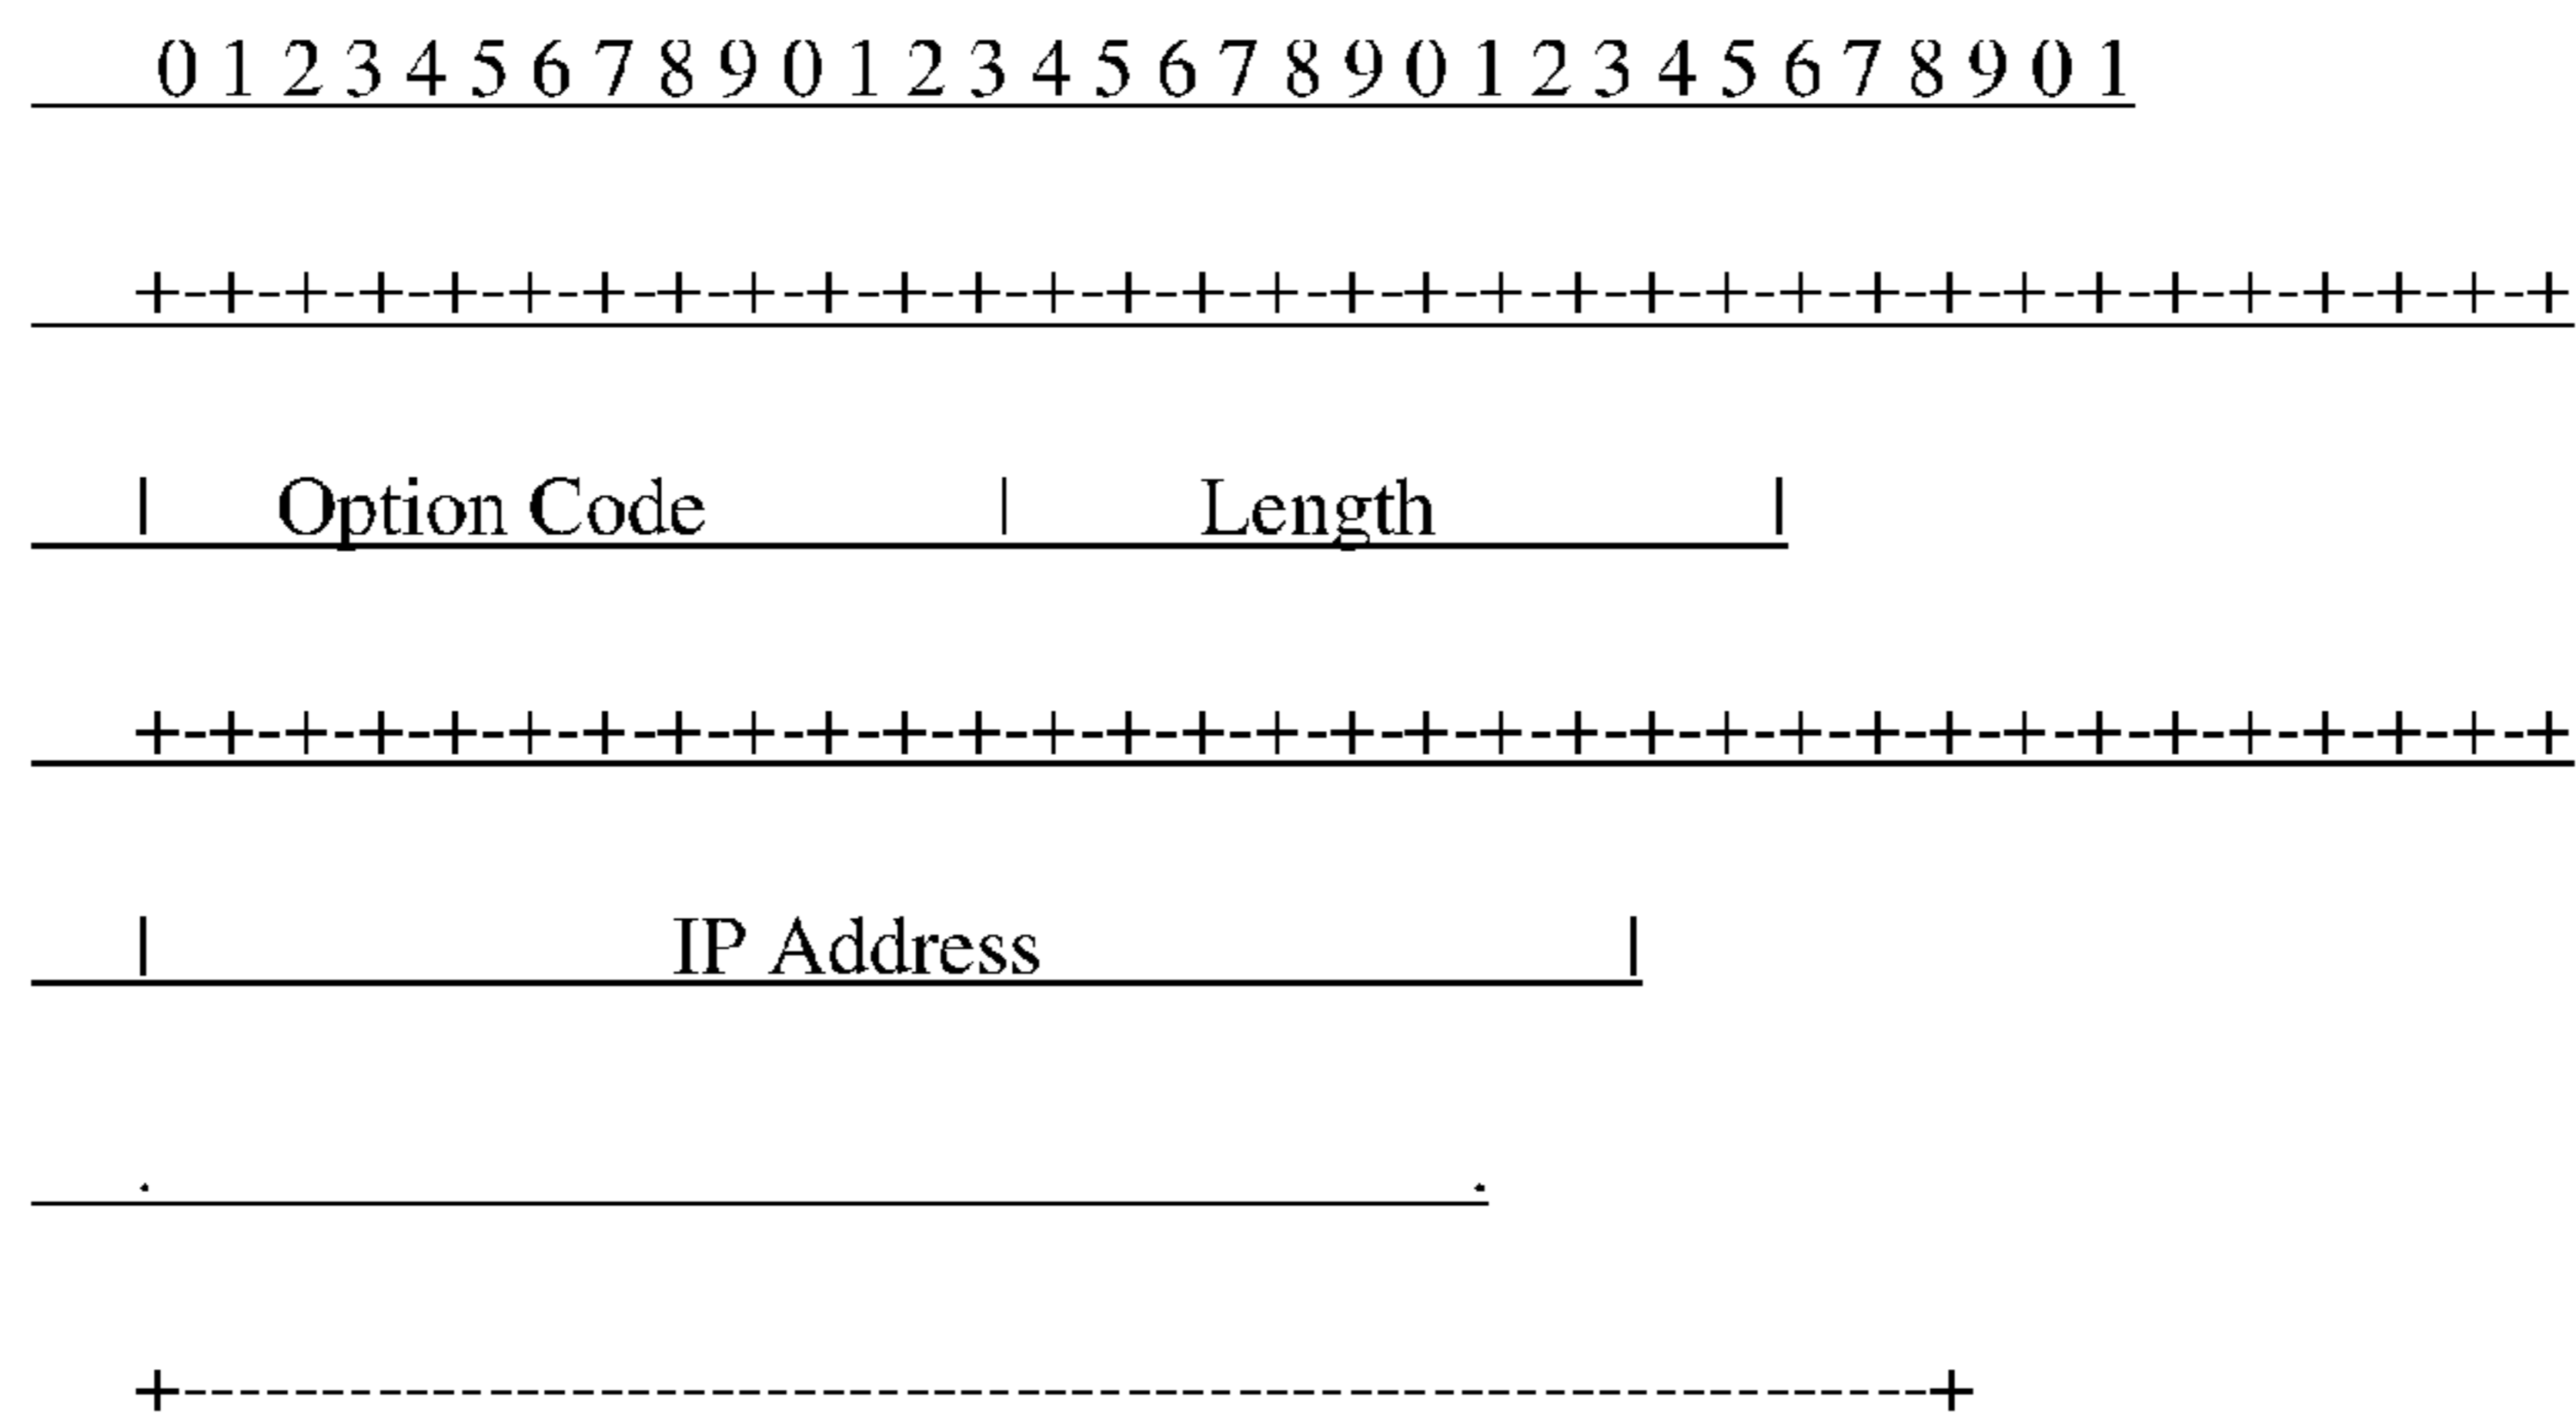 0 1 2 3 4 5 6 7 8 9 0 1 2 3 4 5 6 7 8 9 0 1 2 3 4 5 6 7 8 9 0 1
+-+-+-+-+-+-+-+-+-+-+-+-+-+-+-+-+-+-+-+-+-+-+-+-+-+-+-+-+-+-+-+-+
| Option Code | Length |
+-+-+-+-+-+-+-+-+-+-+-+-+-+-+-+-+-+-+-+-+-+-+-+-+-+-+-+-+-+-+-+-+
| IP Address |
. .
+---------------------------------------------------------------+